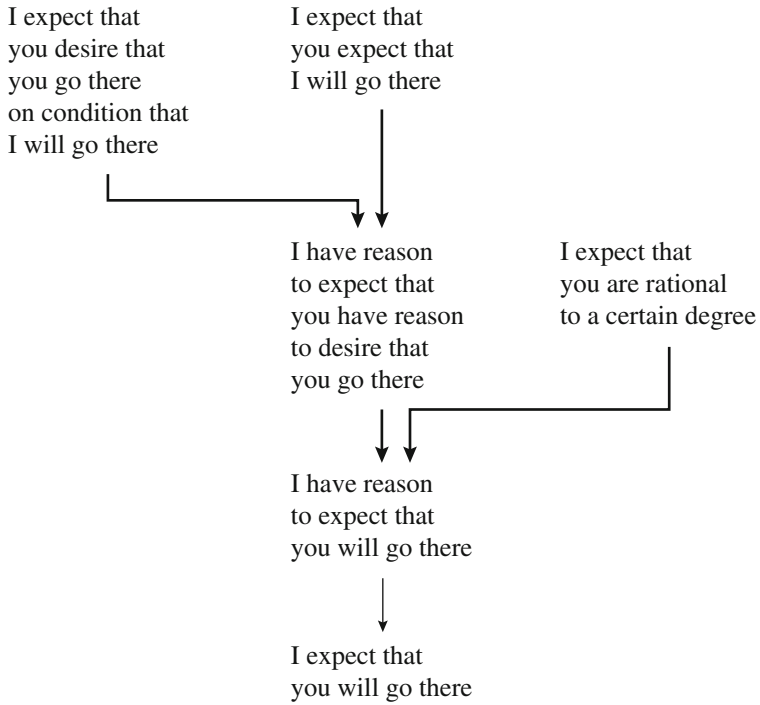 I expect that
you desire that
you go there
on condition that
I will go there
I expect that
you expect that
I will go there
I have reason
to expect that
you have reason
to desire that
you go there
I expect that
you are rational
to a certain degree
I have reason
to expect that
you will go there
I expect that
you will go there